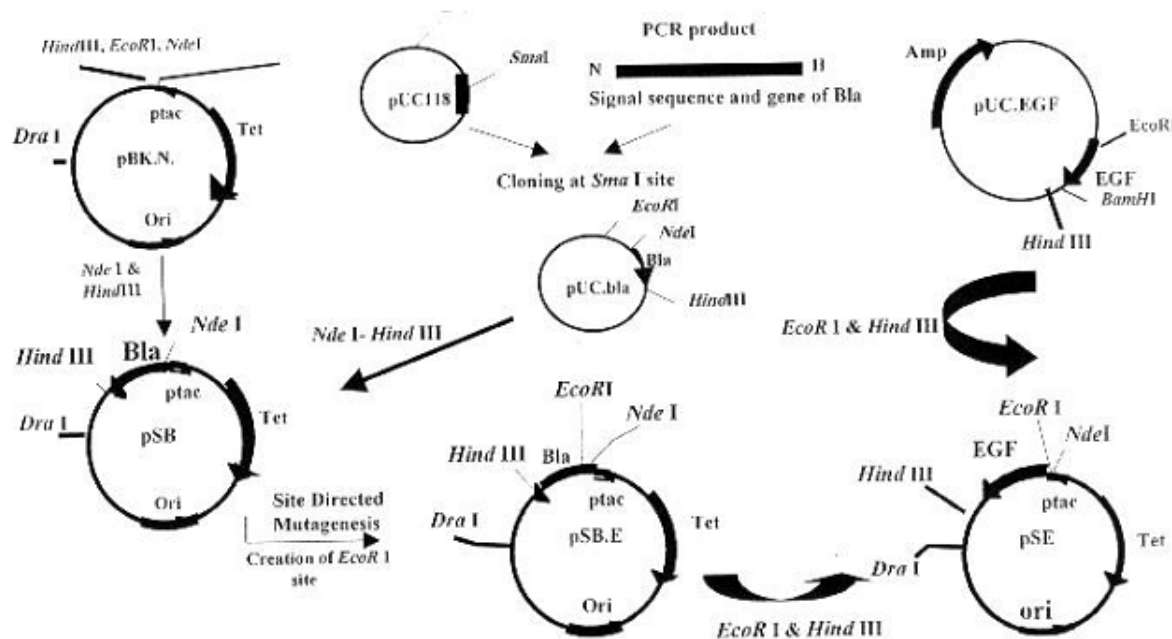 HindIII, EcoRI, NdeI
ptac
Dra I
Tet
pBK.N.
Ori
Nde I &
HindIII
pUC118
SmaI
PCR product
N
Signal sequence and gene of Bla
Cloning at Sma I site
EcoRI
NdeI
Bla
pUC.bla
HindIII
Amp
pUC.EGF
EcoRI
EGF
BamHI
Hind III
EcoR I & Hind III
Nde I- Hind III
Nde I
Bla
Hind III
ptac
Dra I
Tet
pSB
Ori
Site Directed
Mutagenesis
Creation of EcoR I
site
EcoRI
Nde I
Hind III
Bla
ptac
Dra I
Tet
pSB.E
Ori
EcoR I & Hind III
EcoR I
NdeI
EGF
Hind III
ptac
pSE
Tet
Dra I
ori